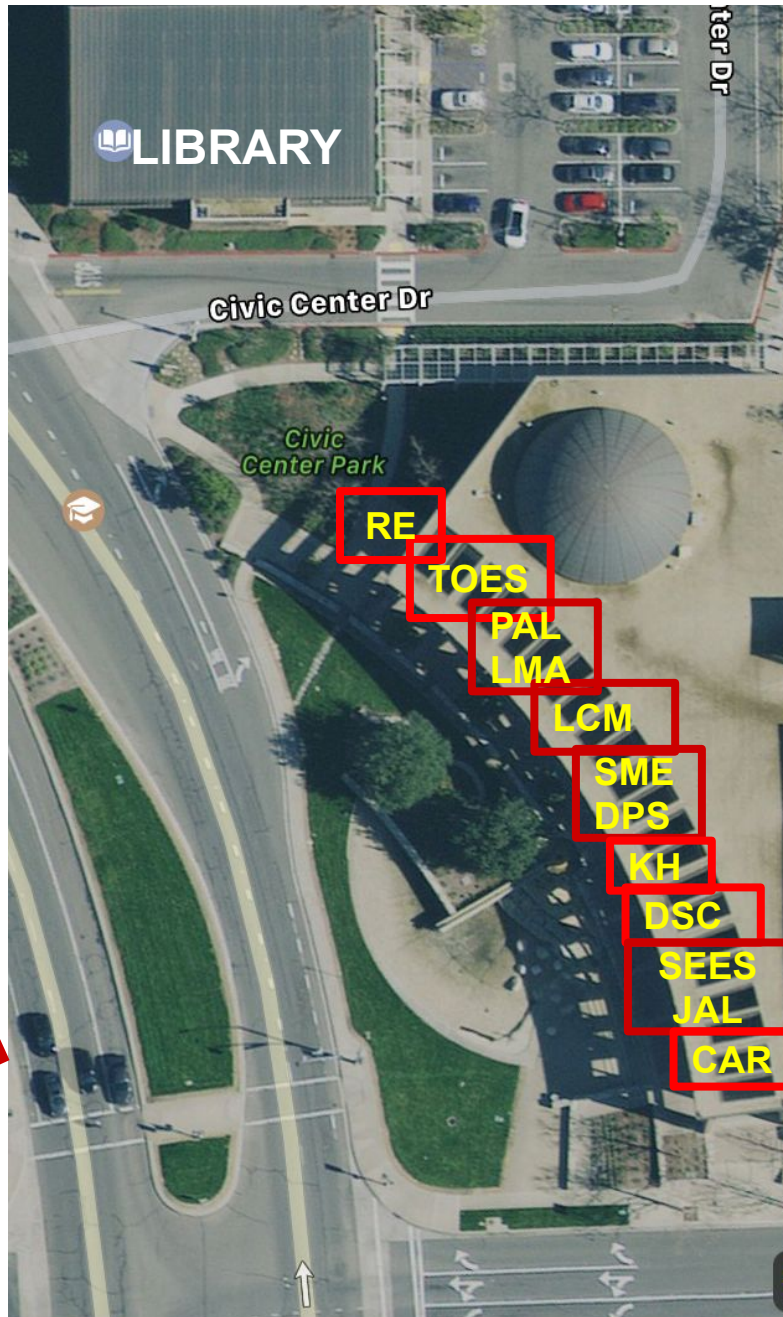 ter Dr
LIBRARY
STOP
Civic Center Dr
Civic
Center Park
RE
TOES
PAL
LMA
LCM
SME
DPS
KH
DSC
SEES
JAL
CAR